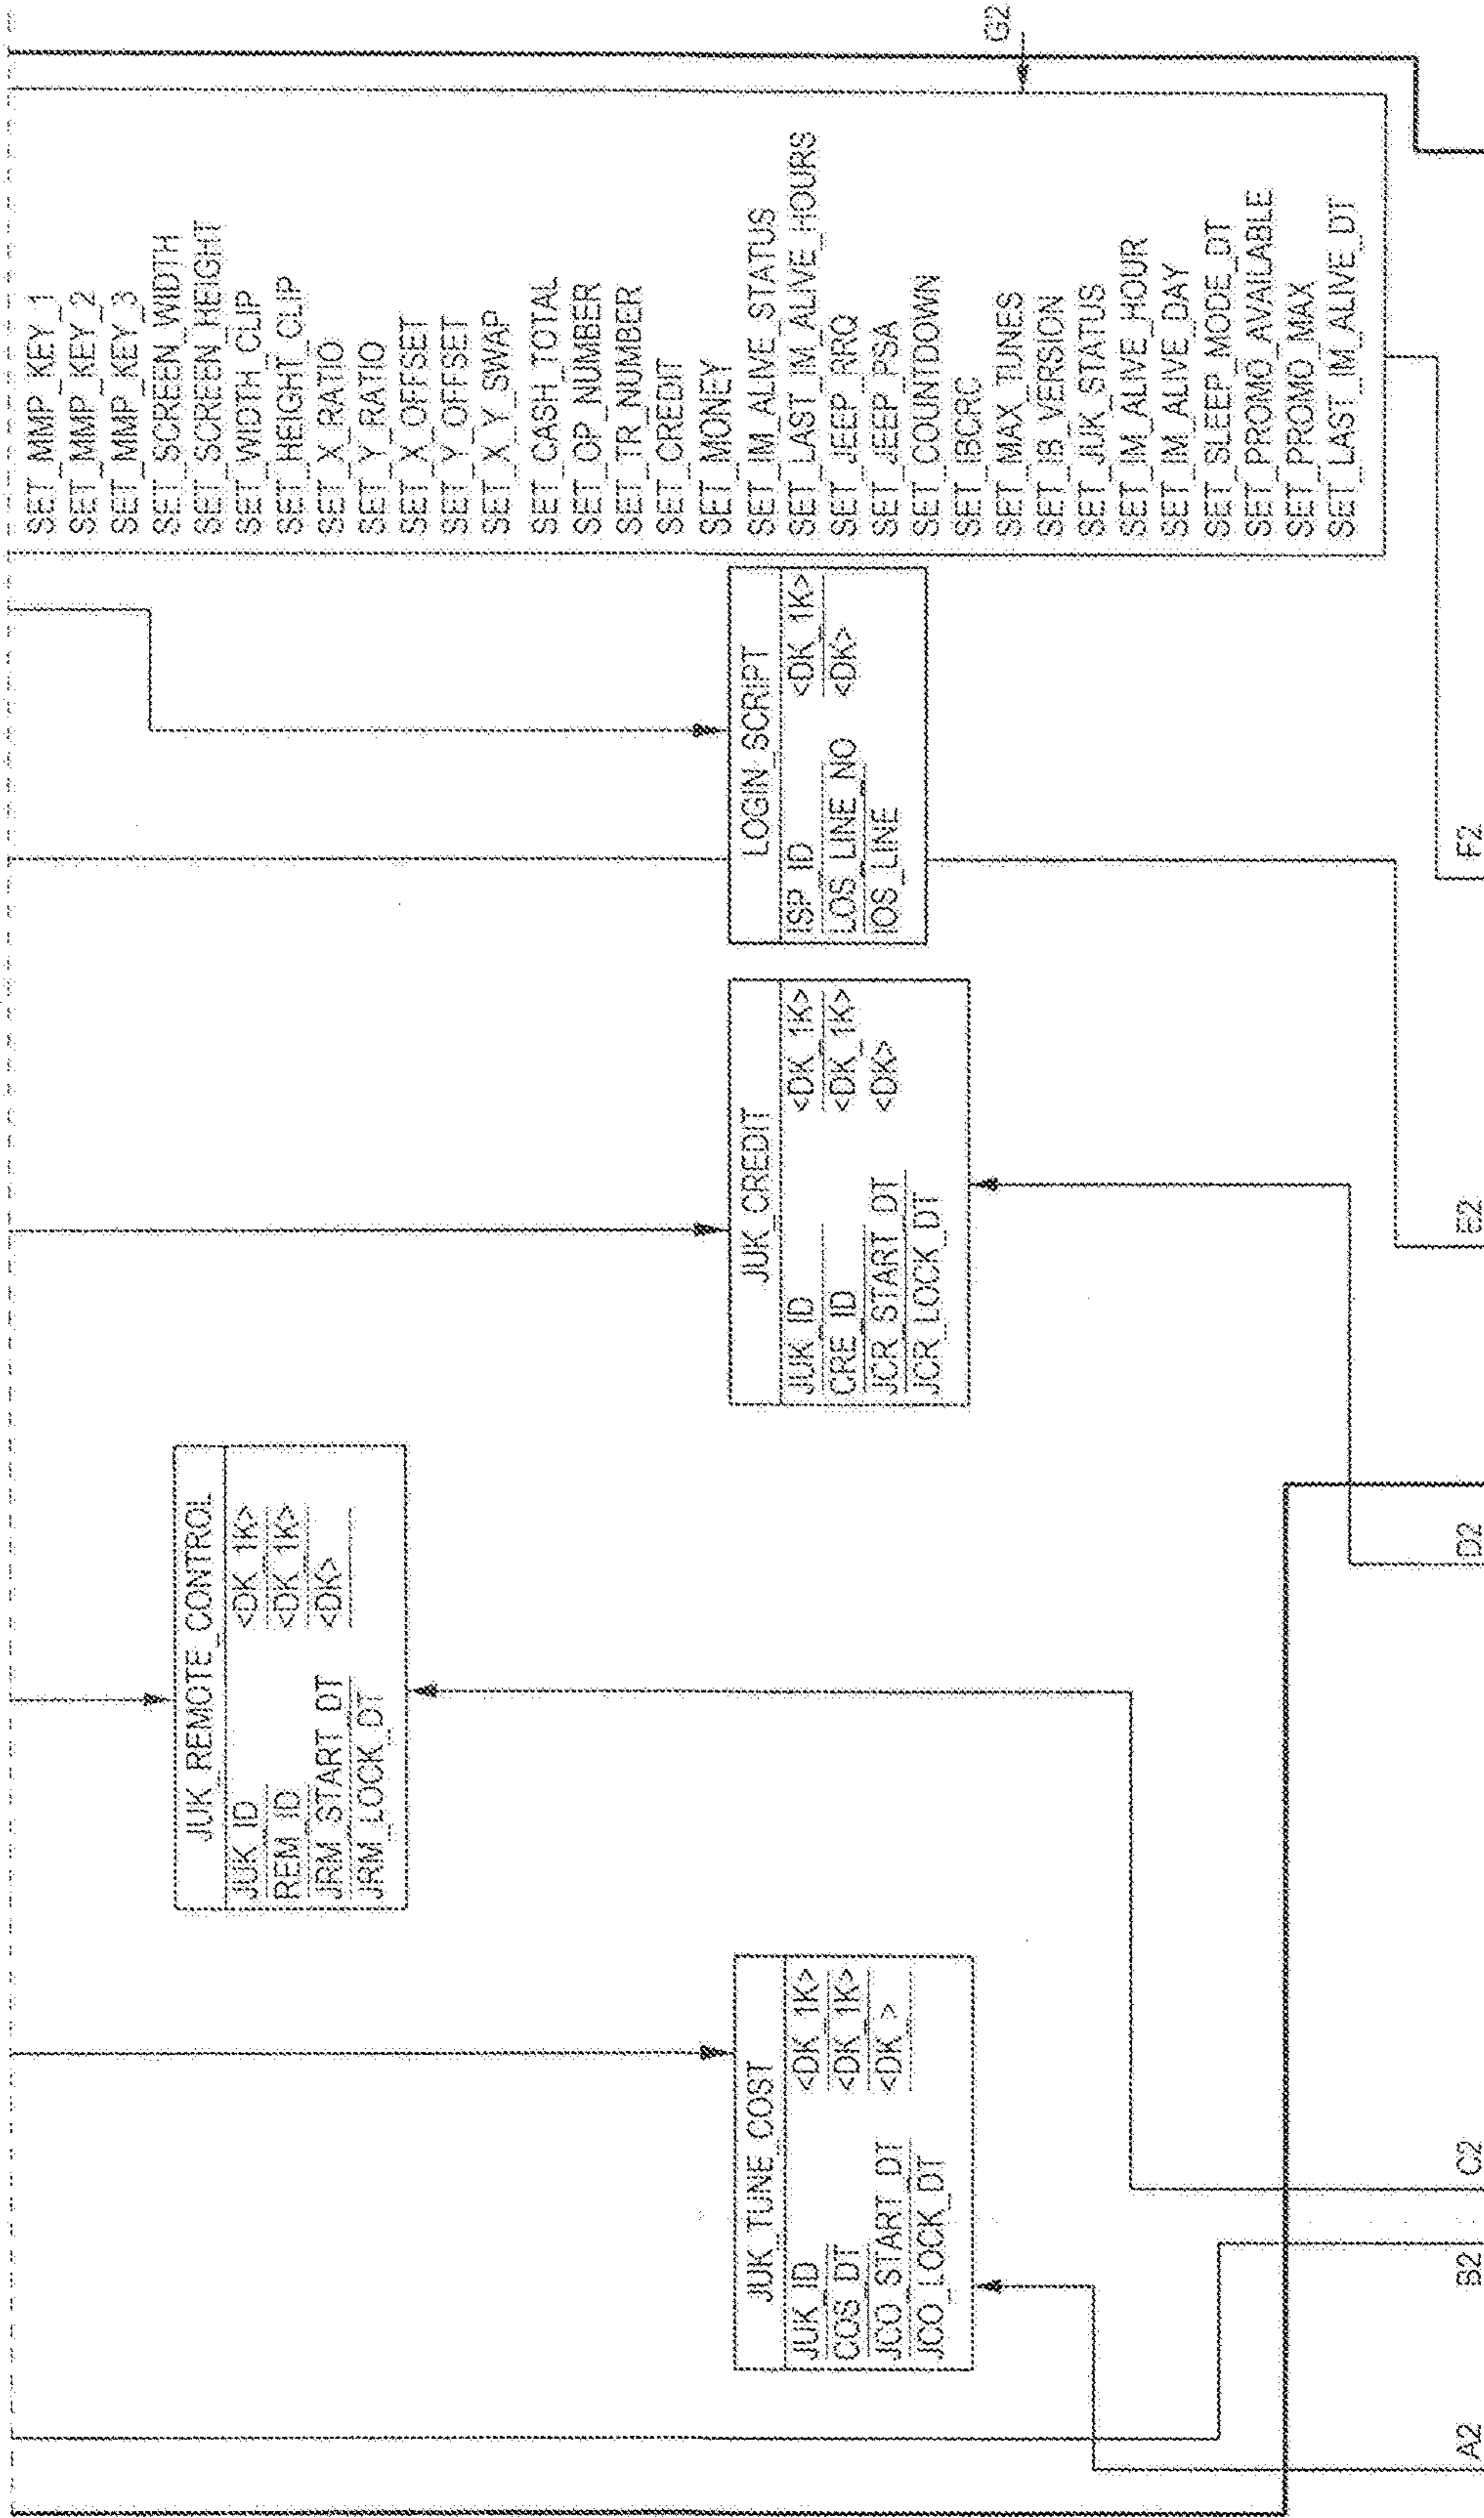 SET_MMP_KEY_1
SET_MMP_KEY_2
SET_MMP_KEY_3
SET_SCREEN_WIDTH
SET_SCREEN_HEIGHT
SET_WIDTH_CLIP
SET_HEIGHT_CLIP
SET_X_RATIO
SET_Y_RATIO
SET_X_OFFSET
SET_Y_OFFSET
SET_X_Y_SWAP
SET_CASH_TOTAL
SET_OP_NUMBER
SET_TR_NUMBER
SET_CREDIT
SET_MONEY
SET_IM_ALIVE_STATUS
SET_LAST_IM_ALIVE_HOURS
SET_JEEP_RRQ
SET_JEEP_PSA
SET_COUNTDOWN
SET_IBCRC
SET_MAX_TUNES
SET_IB_VERSION
SET_JUK_STATUS
SET_IM_ALIVE_HOUR
SET_IM_ALIVE_DAY
SET_SLEEP_MODE_DT
SET_PROMO_AVAILABLE
SET_PROMO_MAX
SET_LAST_IM_ALIVE_DT
G2
JUK_REMOTE_CONTROL
JUK_ID <DK_1K>
REM_ID <DK_1K>
JRM_START_DT <DK>
JRM_LOCK_DT
JUK_TUNE_COST
JUK_ID <DK_1K>
COS_DT <DK_1K>
JCO_START_DT <DK >
JCO_LOCK_DT
JUK_CREDIT
JUK_ID <DK_1K>
CRE_ID <DK_1K>
JCR_START_DT <DK>
JCR_LOCK_DT
LOGIN_SCRIPT
ISP_ID <DK_1K>
LOS_LINE_NO <DK>
IOS_LINE
A2
B2
C2
D2
E2
F2